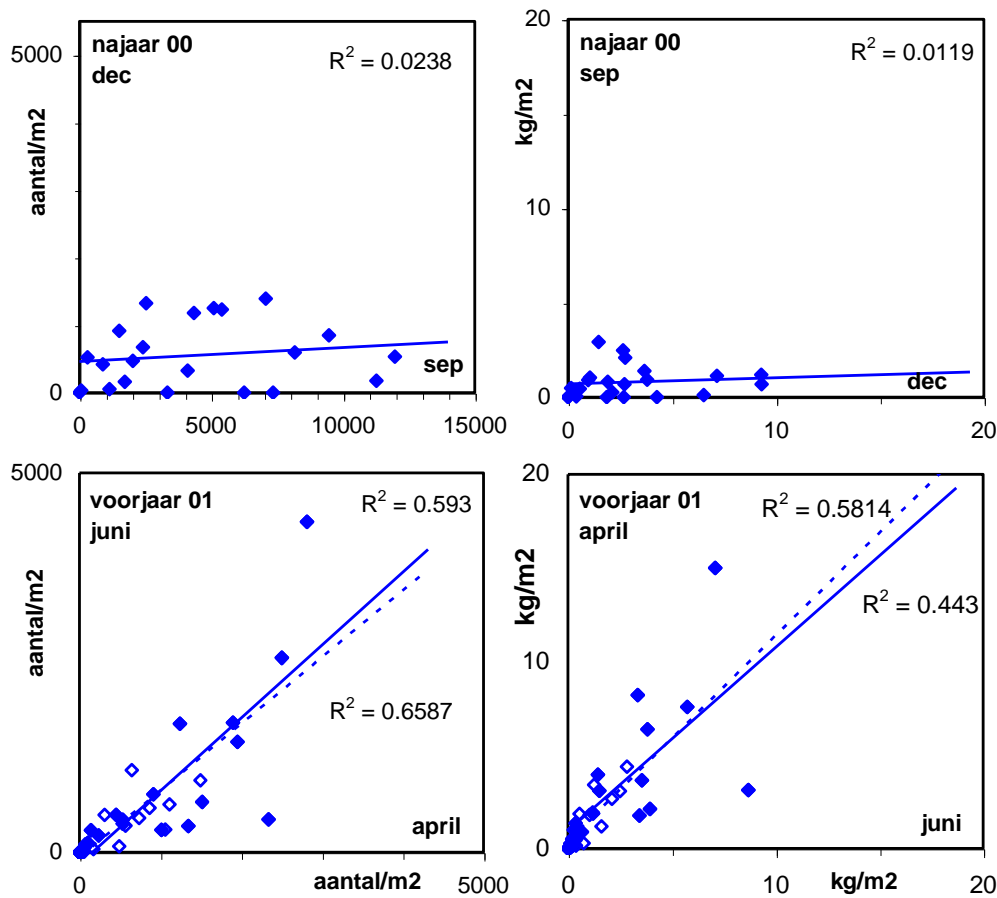 najaar 00
dec
R² = 0.0238
5000
0
aantal/m2
sep
0
5000
10000
15000
najaar 00
sep
R² = 0.0119
20
10
0
kg/m2
dec
0
10
20
voorjaar 01
juni
R² = 0.593
R² = 0.6587
5000
0
aantal/m2
april
0
aantal/m2
5000
voorjaar 01
april
R² = 0.5814
R² = 0.443
20
10
0
kg/m2
juni
0
10
kg/m2
20